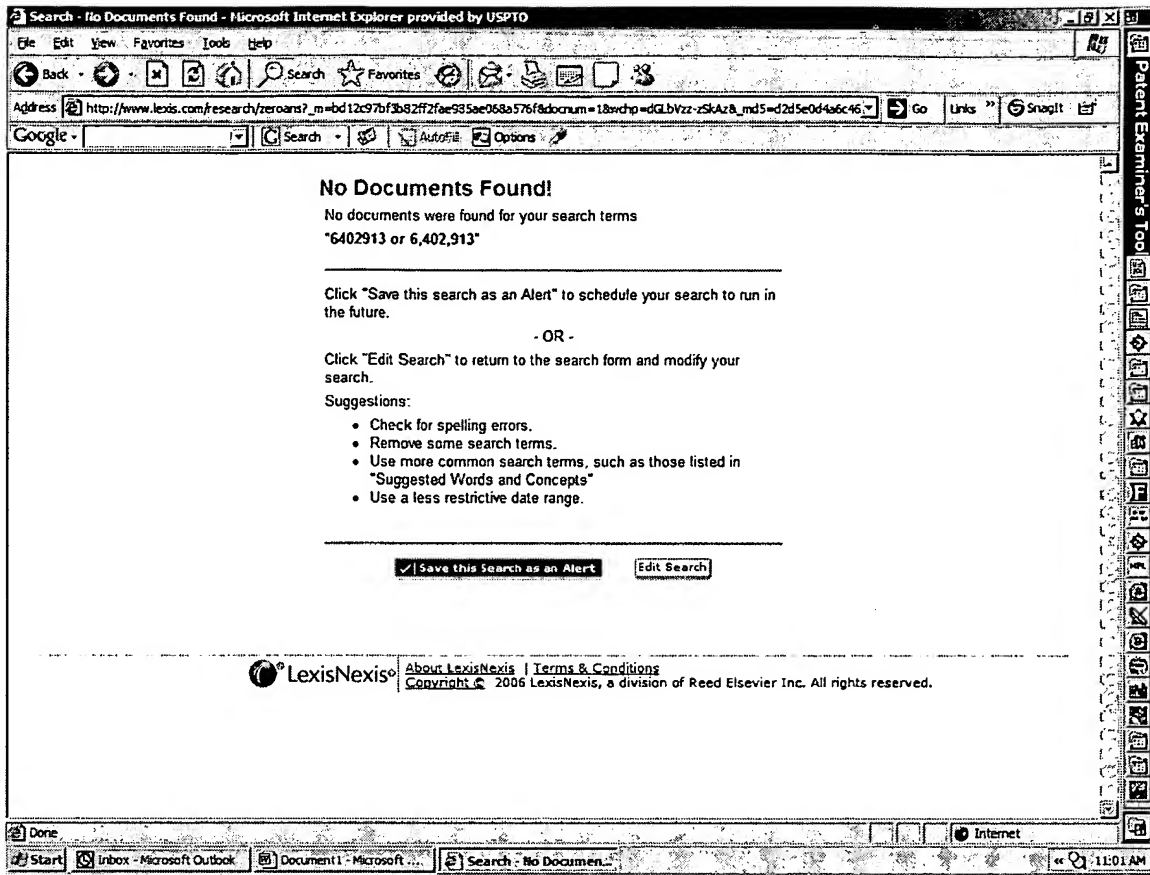 Search - No Documents Found - Microsoft Internet Explorer provided by USPTO
File Edit View Favorites Tools Help
Back Search Favorites
Address http://www.lexis.com/research/zeroans?_m=bd12c97bf3b82ff2fae935ae068a576f&docnum=1&wchp=dGLbVzz-zSkAz&_md5=d2d5e0d4a6c46 Go Links » SnagIt
Google - Search AutoFill Options
Patent Examiner's Tool
No Documents Found!
No documents were found for your search terms
"6402913 or 6,402,913"
Click "Save this search as an Alert" to schedule your search to run in
the future.
- OR -
Click "Edit Search" to return to the search form and modify your
search.
Suggestions:
• Check for spelling errors.
• Remove some search terms.
• Use more common search terms, such as those listed in
"Suggested Words and Concepts"
• Use a less restrictive date range.
✓ Save this Search as an Alert Edit Search
LexisNexis® About LexisNexis | Terms & Conditions
Copyright © 2006 LexisNexis, a division of Reed Elsevier Inc. All rights reserved.
Done Internet
Start Inbox - Microsoft Outlook Document1 - Microsoft ... Search - No Documen... « 11:01 AM